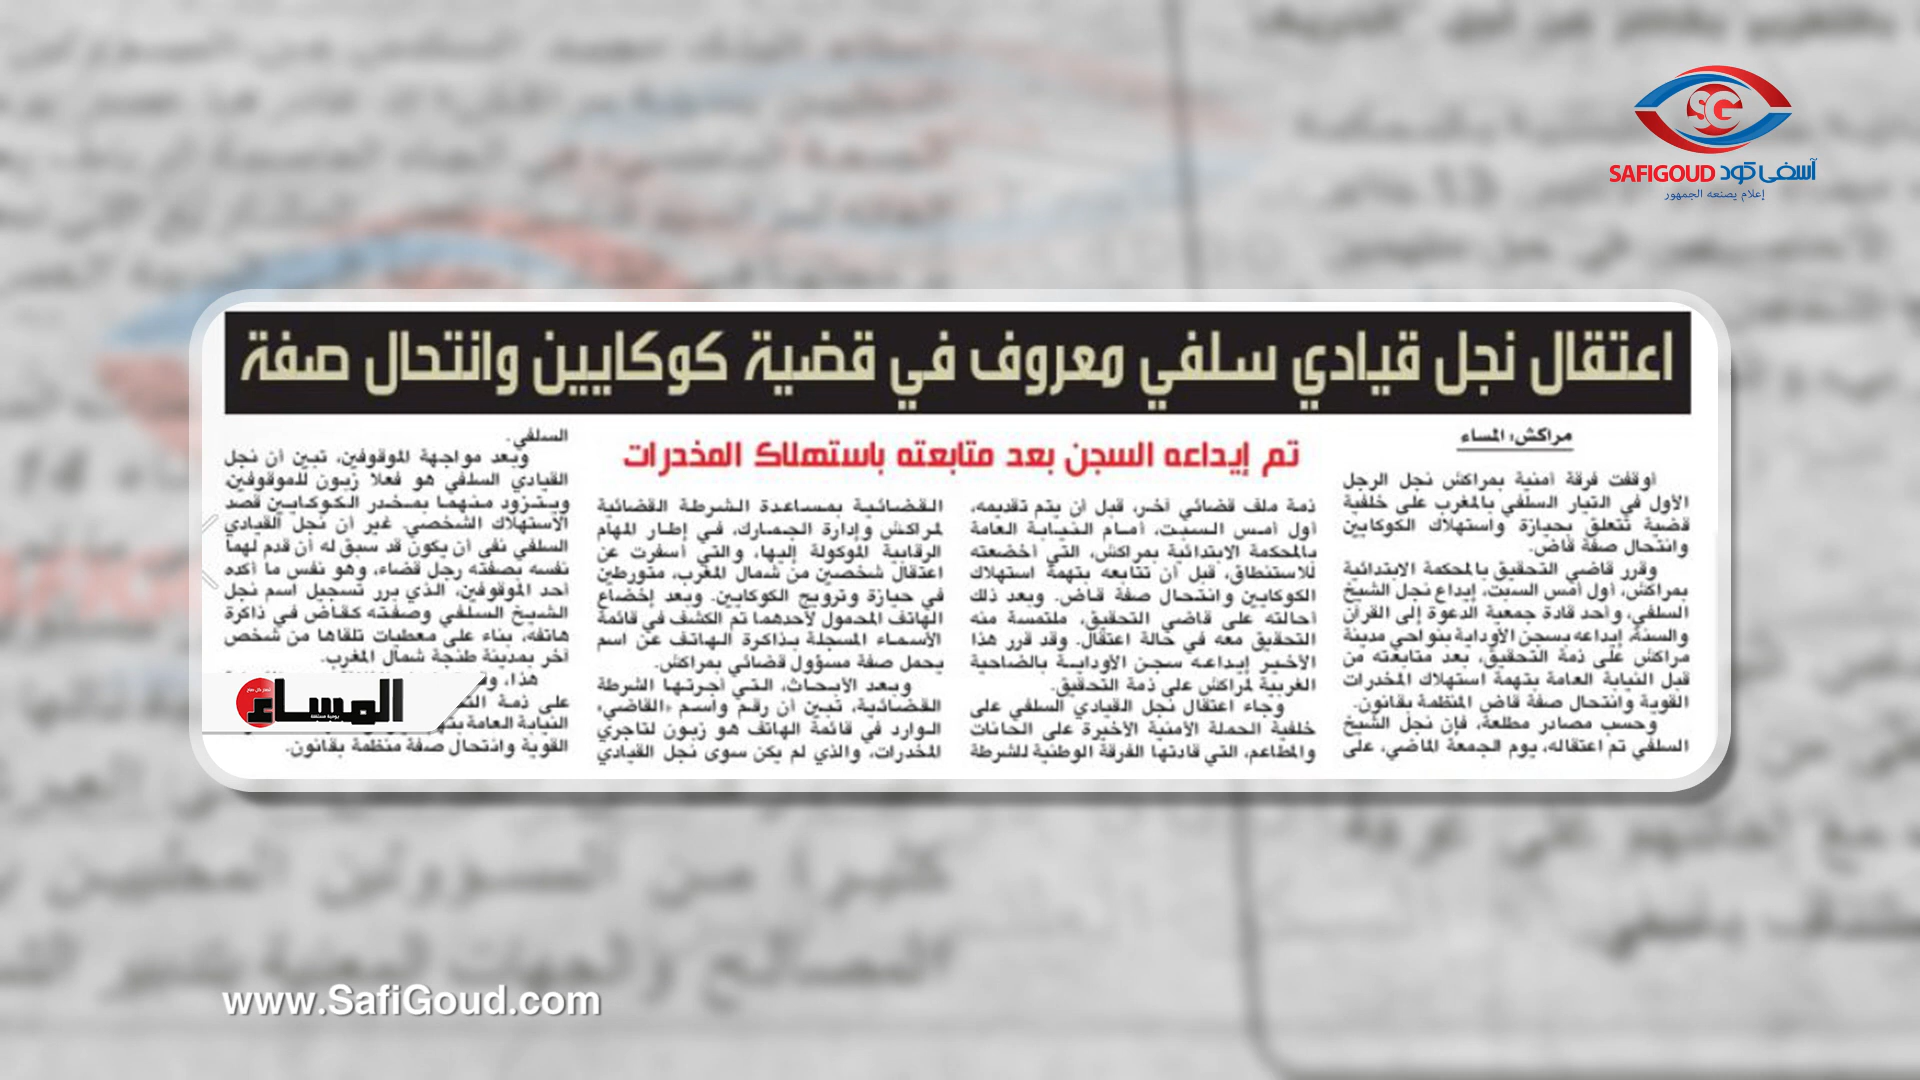 SG
SAFIGOUD آسفي كود
إعلام يصنعه الجمهور
اعتقال نجل قيادي سلفي معروف في قضية كوكايين وانتحال صفة
تم إيداعه السجن بعد متابعته باستهلاك المخدرات
مراكش: المساء
أوقفت فرقة أمنية بمراكش نجل الرجل
الأول في التيار السلفي بالمغرب على خلفية
قضية تتعلق بحيازة واستهلاك الكوكايين
وانتحال صفة قاض.
وقرر قاضي التحقيق بالمحكمة الابتدائية
بمراكش، أول أمس السبت، إيداع نجل الشيخ
السلفي، وأحد قادة جمعية الدعوة إلى القرآن
والسنة، إيداعه بسجن الأوداية بنواحي مدينة
مراكش على ذمة التحقيق، بعد متابعته من
قبل النيابة العامة بتهمة استهلاك المخدرات
القوية وانتحال صفة قاض المنظمة بقانون.
وحسب مصادر مطلعة، فإن نجل الشيخ
السلفي تم اعتقاله، يوم الجمعة الماضي، على
ذمة ملف قضائي آخر، قبل أن يتم تقديمه،
أول أمس السبت، أمام النيابة العامة
بالمحكمة الابتدائية بمراكش، التي أخضعته
للاستنطاق، قبل أن تتابعه بتهمة استهلاك
الكوكايين وانتحال صفة قاض. وبعد ذلك
أحالته على قاضي التحقيق، ملتمسة منه
التحقيق معه في حالة اعتقال. وقد قرر هذا
الأخير إيداعه سجن الأوداية بالضاحية
الغربية لمراكش على ذمة التحقيق.
وجاء اعتقال نجل القيادي السلفي على
خلفية الحملة الأمنية الأخيرة على الحانات
والمطاعم، التي قادتها الفرقة الوطنية للشرطة
القضائية بمساعدة الشرطة القضائية
لمراكش وإدارة الجمارك، في إطار المهام
الرقابية الموكولة إليها، والتي أسفرت عن
اعتقال شخصين من شمال المغرب، متورطين
في حيازة وترويج الكوكايين. وبعد إخضاع
الهاتف المحمول لأحدهما تم الكشف في قائمة
الأسماء المسجلة بذاكرة الهاتف عن اسم
يحمل صفة مسؤول قضائي بمراكش.
وبعد الأبحاث، التي أجرتها الشرطة
القضائية، تبين أن رقم واسم «القاضي»
الوارد في قائمة الهاتف هو زبون لتاجري
المخدرات، والذي لم يكن سوى نجل القيادي
السلفي.
وبعد مواجهة الموقوفين، تبين أن نجل
القيادي السلفي هو فعلا زبون للموقوفين،
ويتزود منهما بمخدر الكوكايين قصد
الاستهلاك الشخصي. غير أن نجل القيادي
السلفي نفى أن يكون قد سبق له أن قدم لهما
نفسه بصفته رجل قضاء، وهو نفس ما أكده
أحد الموقوفين، الذي برر تسجيل اسم نجل
الشيخ السلفي وصفته كقاض في ذاكرة
هاتفه، بناء على معطيات تلقاها من شخص
آخر بمدينة طنجة شمال المغرب.
هذا،
على ذمة
النيابة العامة
القوية وانتحال صفة منظمة بقانون.
المساء
يومية مستقلة
www.SafiGoud.com